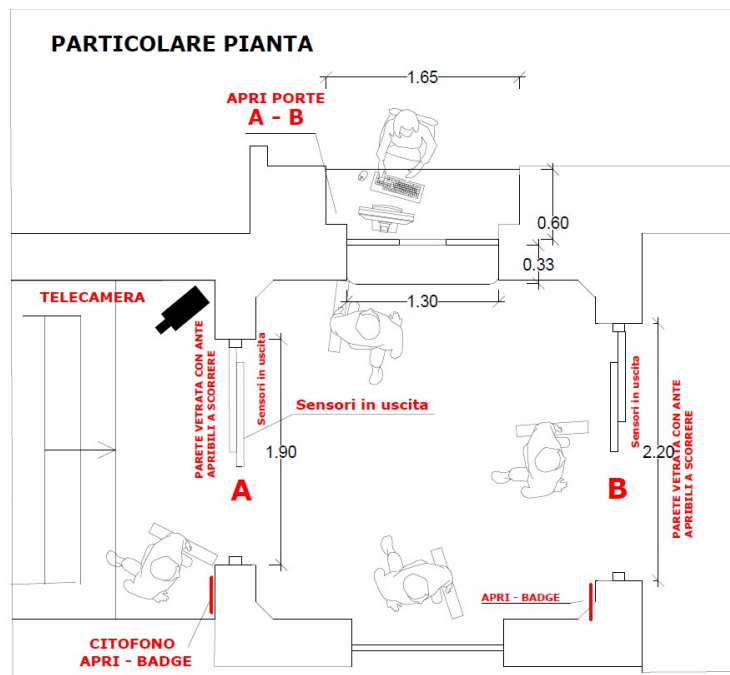 PARTICOLARE PIANTA
1.65
APRI PORTE
A - B
0.60
0.33
1.30
TELECAMERA
PARETE VETRATA CON ANTE
APRIBILI A SCORRERE
Sensori in uscita
Sensori in uscita
A
1.90
Sensori in uscita
B
2.20
PARETE VETRATA CON ANTE
APRIBILI A SCORRERE
CITOFONO
APRI - BADGE
APRI - BADGE